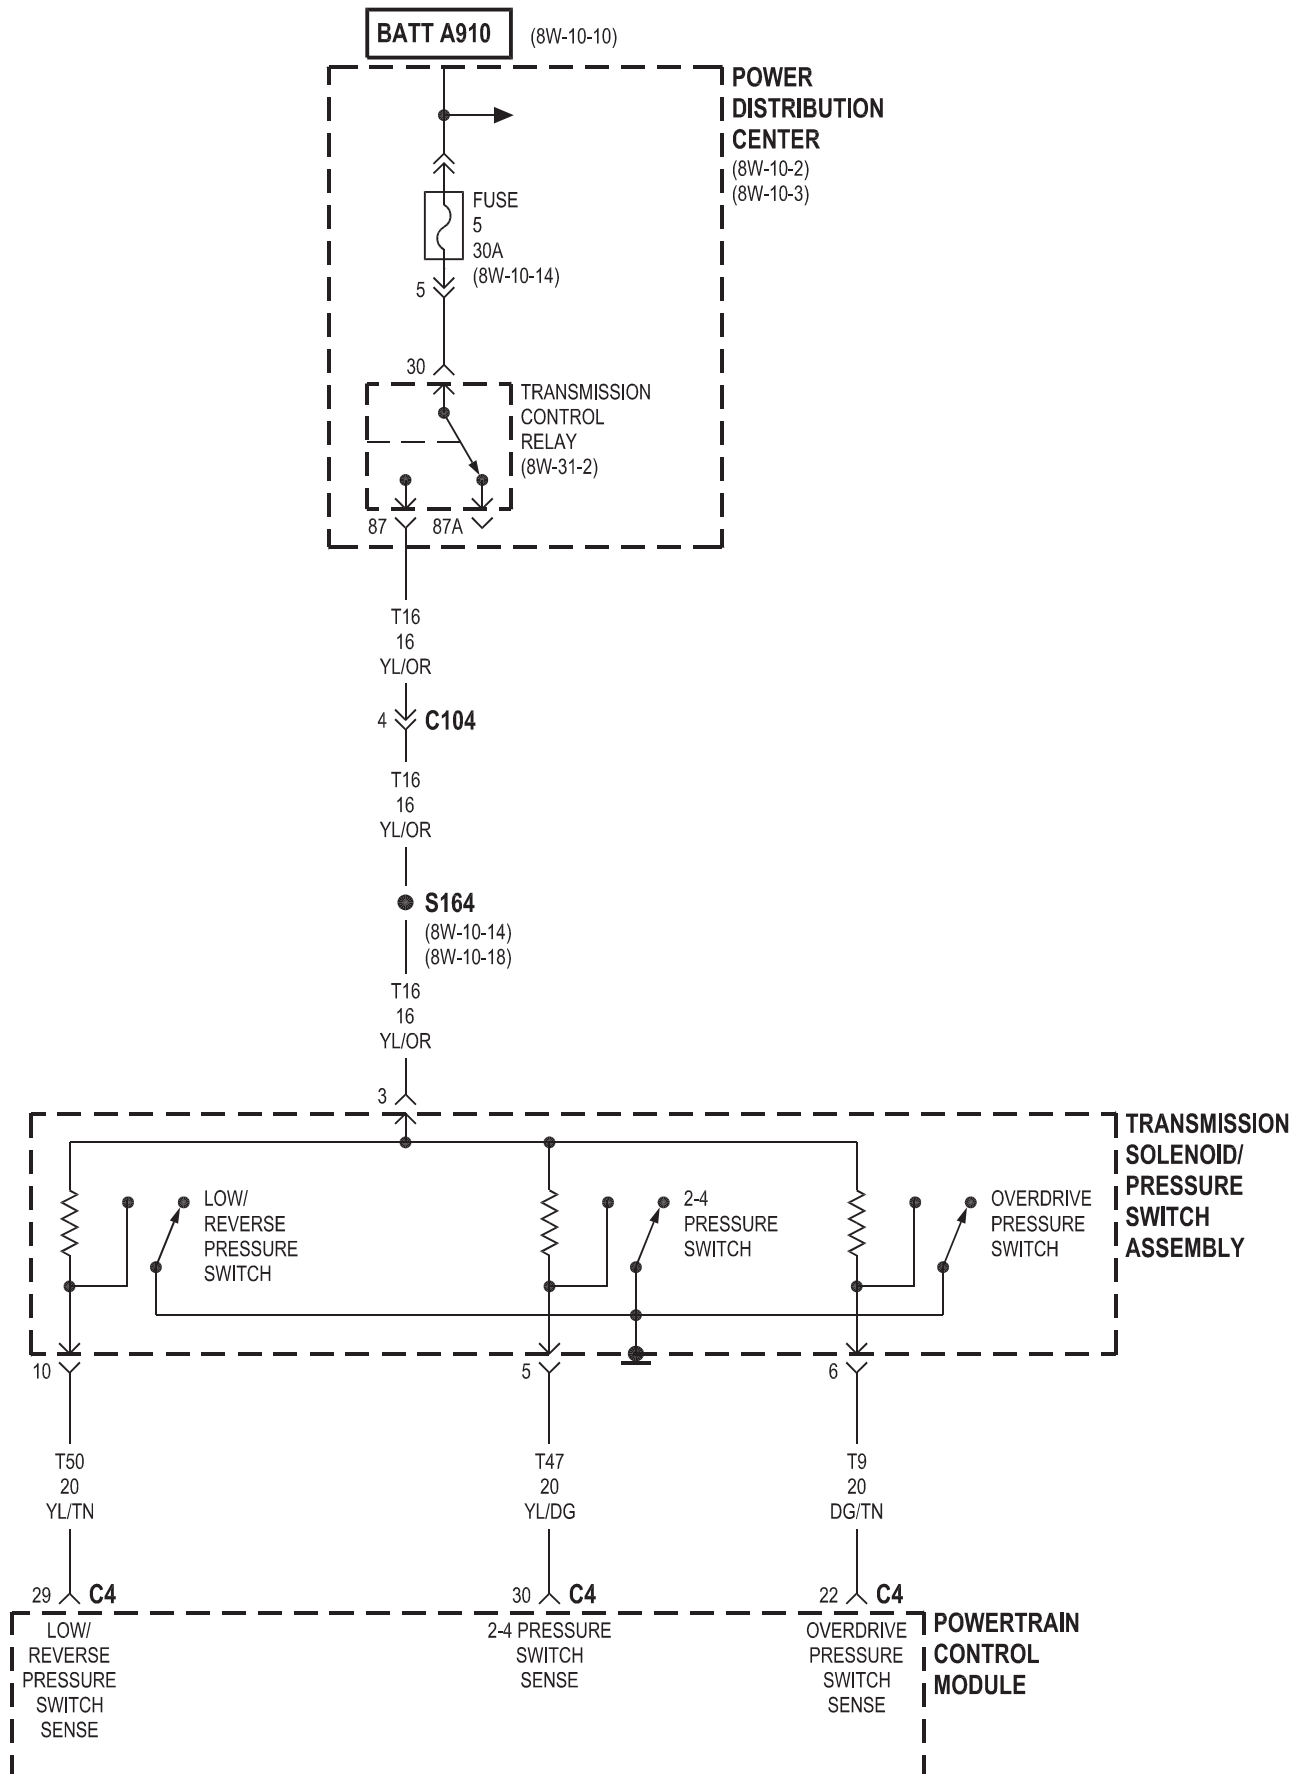 BATT A910 (8W-10-10)
POWER
DISTRIBUTION
CENTER
(8W-10-2)
(8W-10-3)
FUSE
5
30A
(8W-10-14)
5
30
TRANSMISSION
CONTROL
RELAY
(8W-31-2)
87 87A
T16
16
YL/OR
4 C104
T16
16
YL/OR
S164
(8W-10-14)
(8W-10-18)
T16
16
YL/OR
3
TRANSMISSION
SOLENOID/
PRESSURE
SWITCH
ASSEMBLY
LOW/
REVERSE
PRESSURE
SWITCH
2-4
PRESSURE
SWITCH
OVERDRIVE
PRESSURE
SWITCH
10 5 6
T50
20
YL/TN
T47
20
YL/DG
T9
20
DG/TN
29 C4 30 C4 22 C4
LOW/
REVERSE
PRESSURE
SWITCH
SENSE
2-4 PRESSURE
SWITCH
SENSE
OVERDRIVE
PRESSURE
SWITCH
SENSE
POWERTRAIN
CONTROL
MODULE